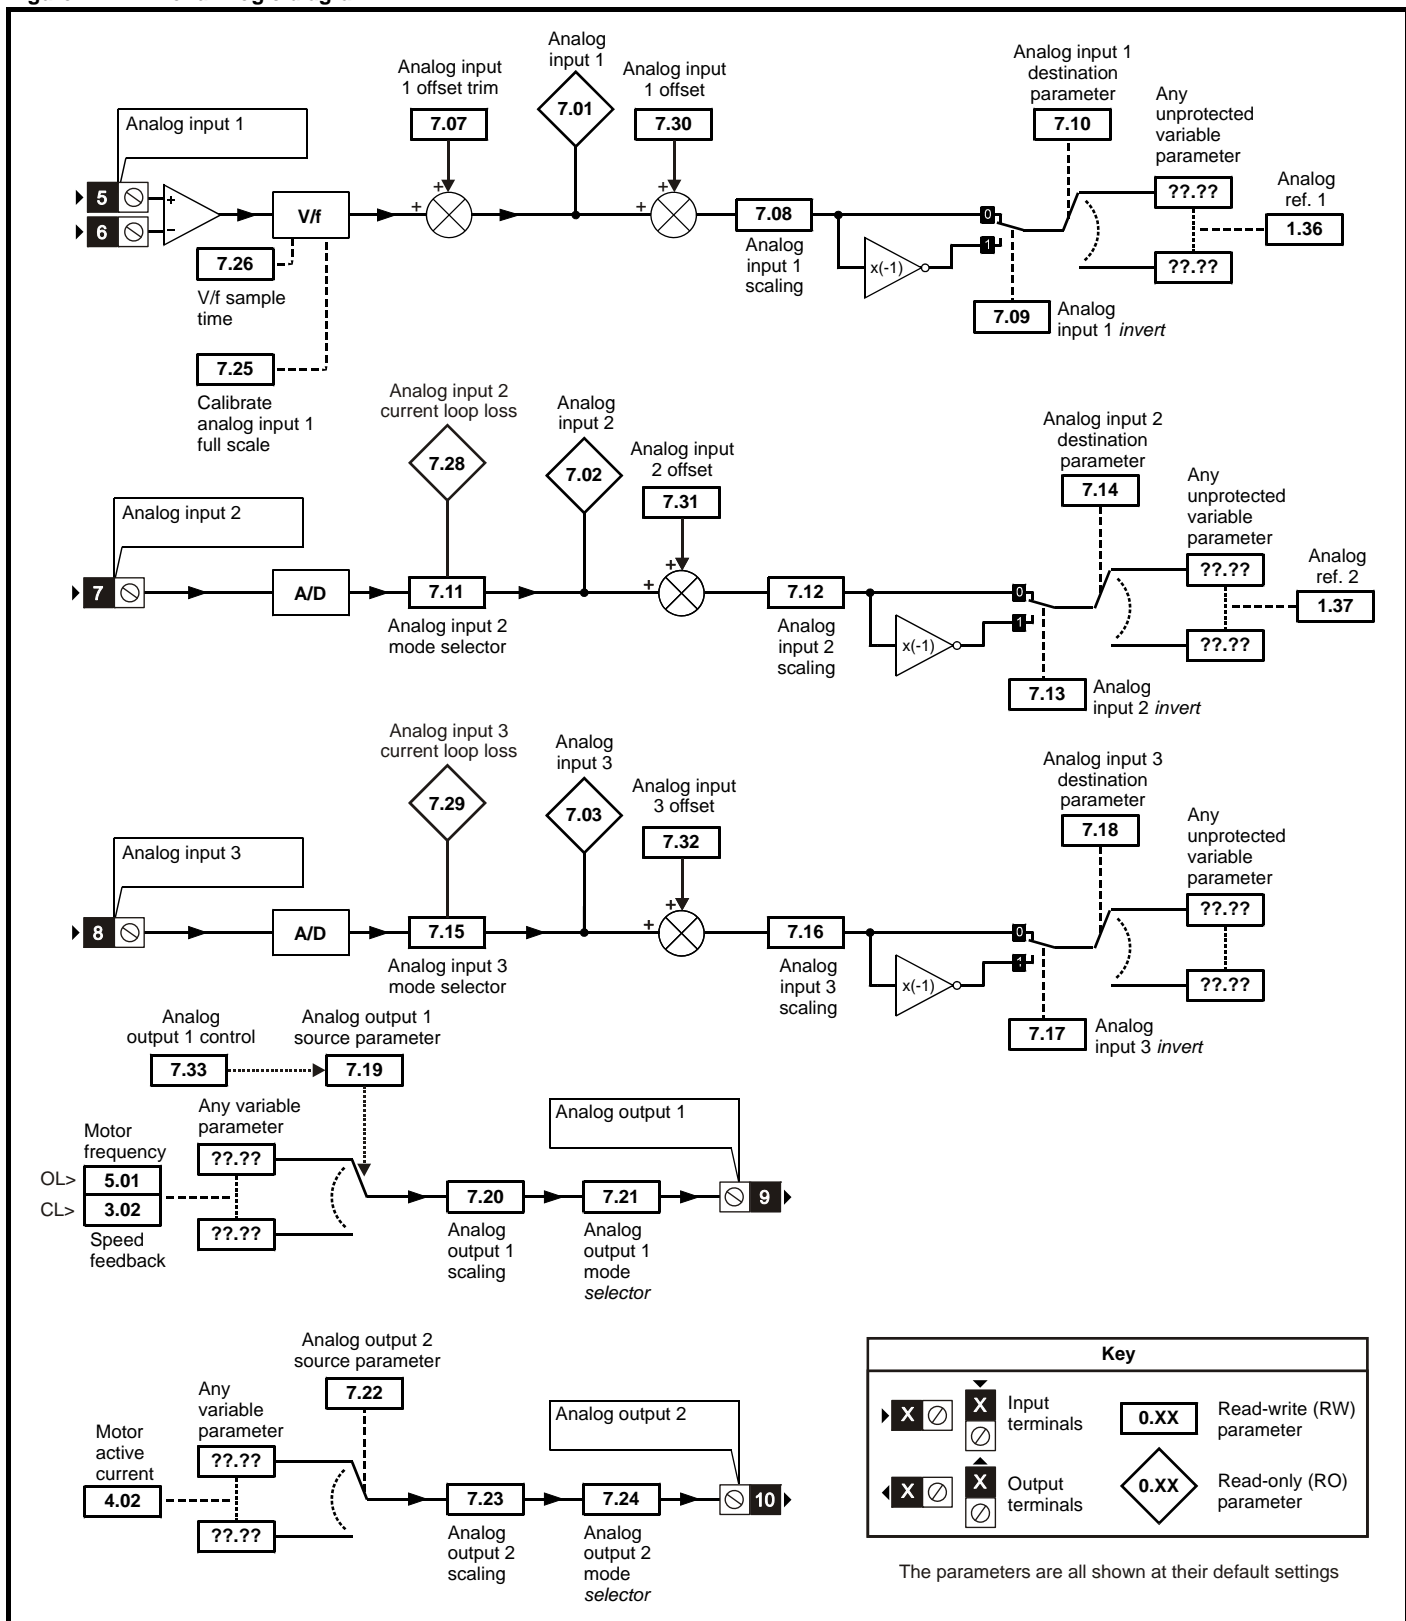 Analog input
1 offset trim
7.07
Analog
input 1
7.01
Analog input
1 offset
7.30
Analog input 1
destination
parameter
7.10
Any
unprotected
variable
parameter
??.??
??.??
Analog
ref. 1
1.36
Analog input 1
5
6
+
−
V/f
7.26
V/f sample
time
7.25
Calibrate
analog input 1
full scale
+
+
+
+
7.08
Analog
input 1
scaling
x(-1)
0
1
7.09
Analog
input 1 invert
Analog input 2
current loop loss
7.28
Analog
input 2
7.02
Analog input
2 offset
7.31
Analog input 2
destination
parameter
7.14
Any
unprotected
variable
parameter
??.??
??.??
Analog
ref. 2
1.37
Analog input 2
7
A/D
7.11
Analog input 2
mode selector
+
+
7.12
Analog
input 2
scaling
x(-1)
0
1
7.13
Analog
input 2 invert
Analog input 3
current loop loss
7.29
Analog
input 3
7.03
Analog input
3 offset
7.32
Analog input 3
destination
parameter
7.18
Any
unprotected
variable
parameter
??.??
??.??
Analog input 3
8
A/D
7.15
Analog input 3
mode selector
+
+
7.16
Analog
input 3
scaling
x(-1)
0
1
7.17
Analog
input 3 invert
Analog
output 1 control
7.33
Analog output 1
source parameter
7.19
Any variable
parameter
??.??
??.??
Motor
frequency
OL> 5.01
CL> 3.02
Speed
feedback
7.20
Analog
output 1
scaling
7.21
Analog
output 1
mode
selector
Analog output 1
9
Analog output 2
source parameter
7.22
Any
variable
parameter
??.??
??.??
Motor
active
current
4.02
7.23
Analog
output 2
scaling
7.24
Analog
output 2
mode
selector
Analog output 2
10
Key
X
X
Input
terminals
0.XX
Read-write (RW)
parameter
X
X
Output
terminals
0.XX
Read-only (RO)
parameter
The parameters are all shown at their default settings